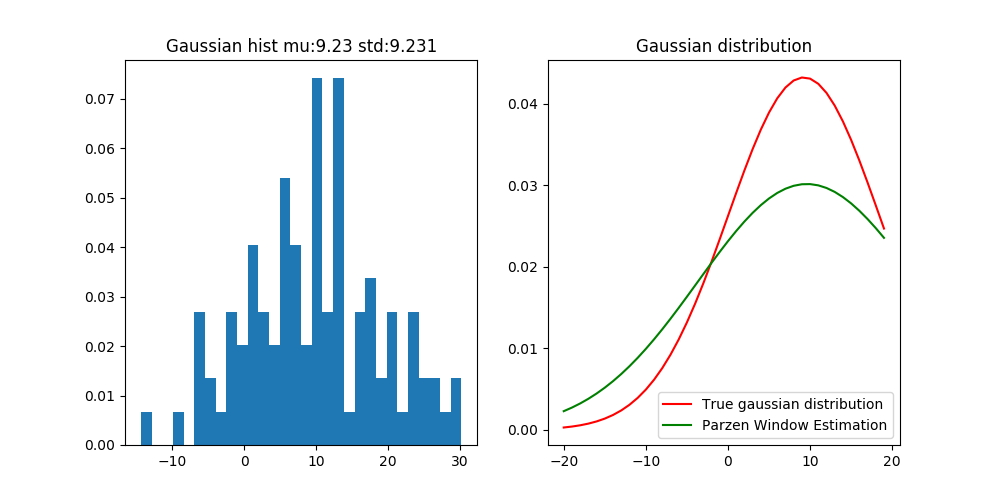 Gaussian hist mu:9.23 std:9.231
0.07
0.06
0.05
0.04
0.03
0.02
0.01
0.00
−10 0 10 20 30
Gaussian distribution
0.04
0.03
0.02
0.01
0.00
−20 −10 0 10 20
True gaussian distribution
Parzen Window Estimation